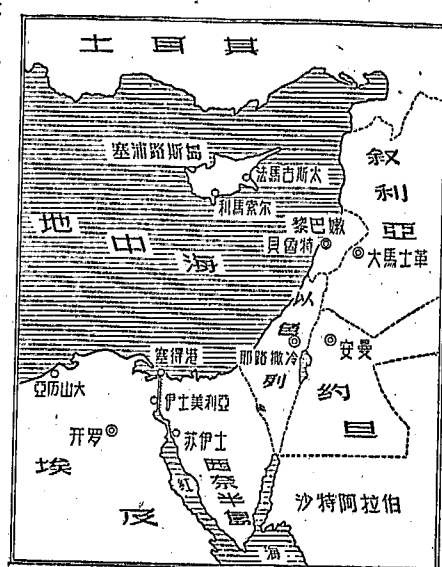 土耳其
塞浦路斯岛
法馬古斯太
利馬索尔
叙利亞
地中海
黎巴嫩
貝魯特
大馬士革
以色列
耶路撒冷
安曼
约旦
塞得港
亞历山大
伊士美利亞
开罗
苏伊士
埃及
西奈半島
红海
沙特阿拉伯